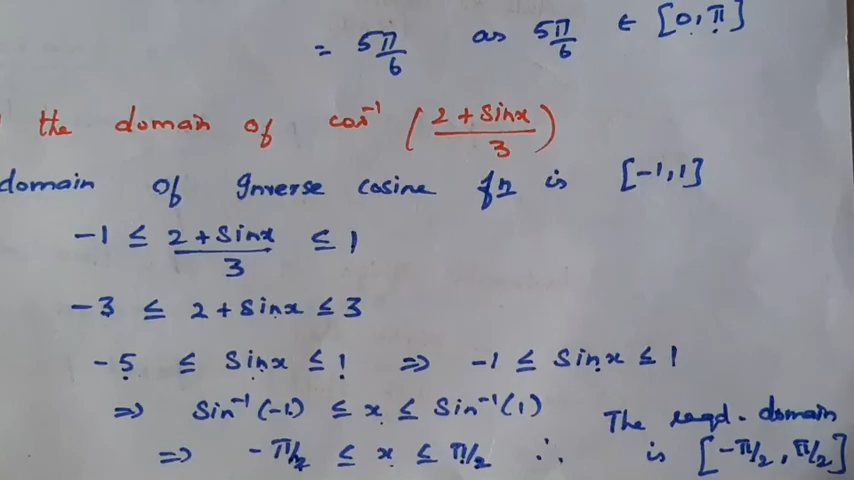 = 5π/6 as 5π/6 ∈ [0, π]
the domain of cos⁻¹ ((2 + Sinx)/3)
domain of Inverse cosine fn is [-1, 1]
-1 ≤ (2 + Sinx)/3 ≤ 1
-3 ≤ 2 + Sinx ≤ 3
-5 ≤ Sinx ≤ 1 ⇒ -1 ≤ Sinx ≤ 1
⇒ Sin⁻¹(-1) ≤ x ≤ Sin⁻¹(1)
The reqd. domain
⇒ -π/2 ≤ x ≤ π/2 ∴ is [-π/2, π/2]